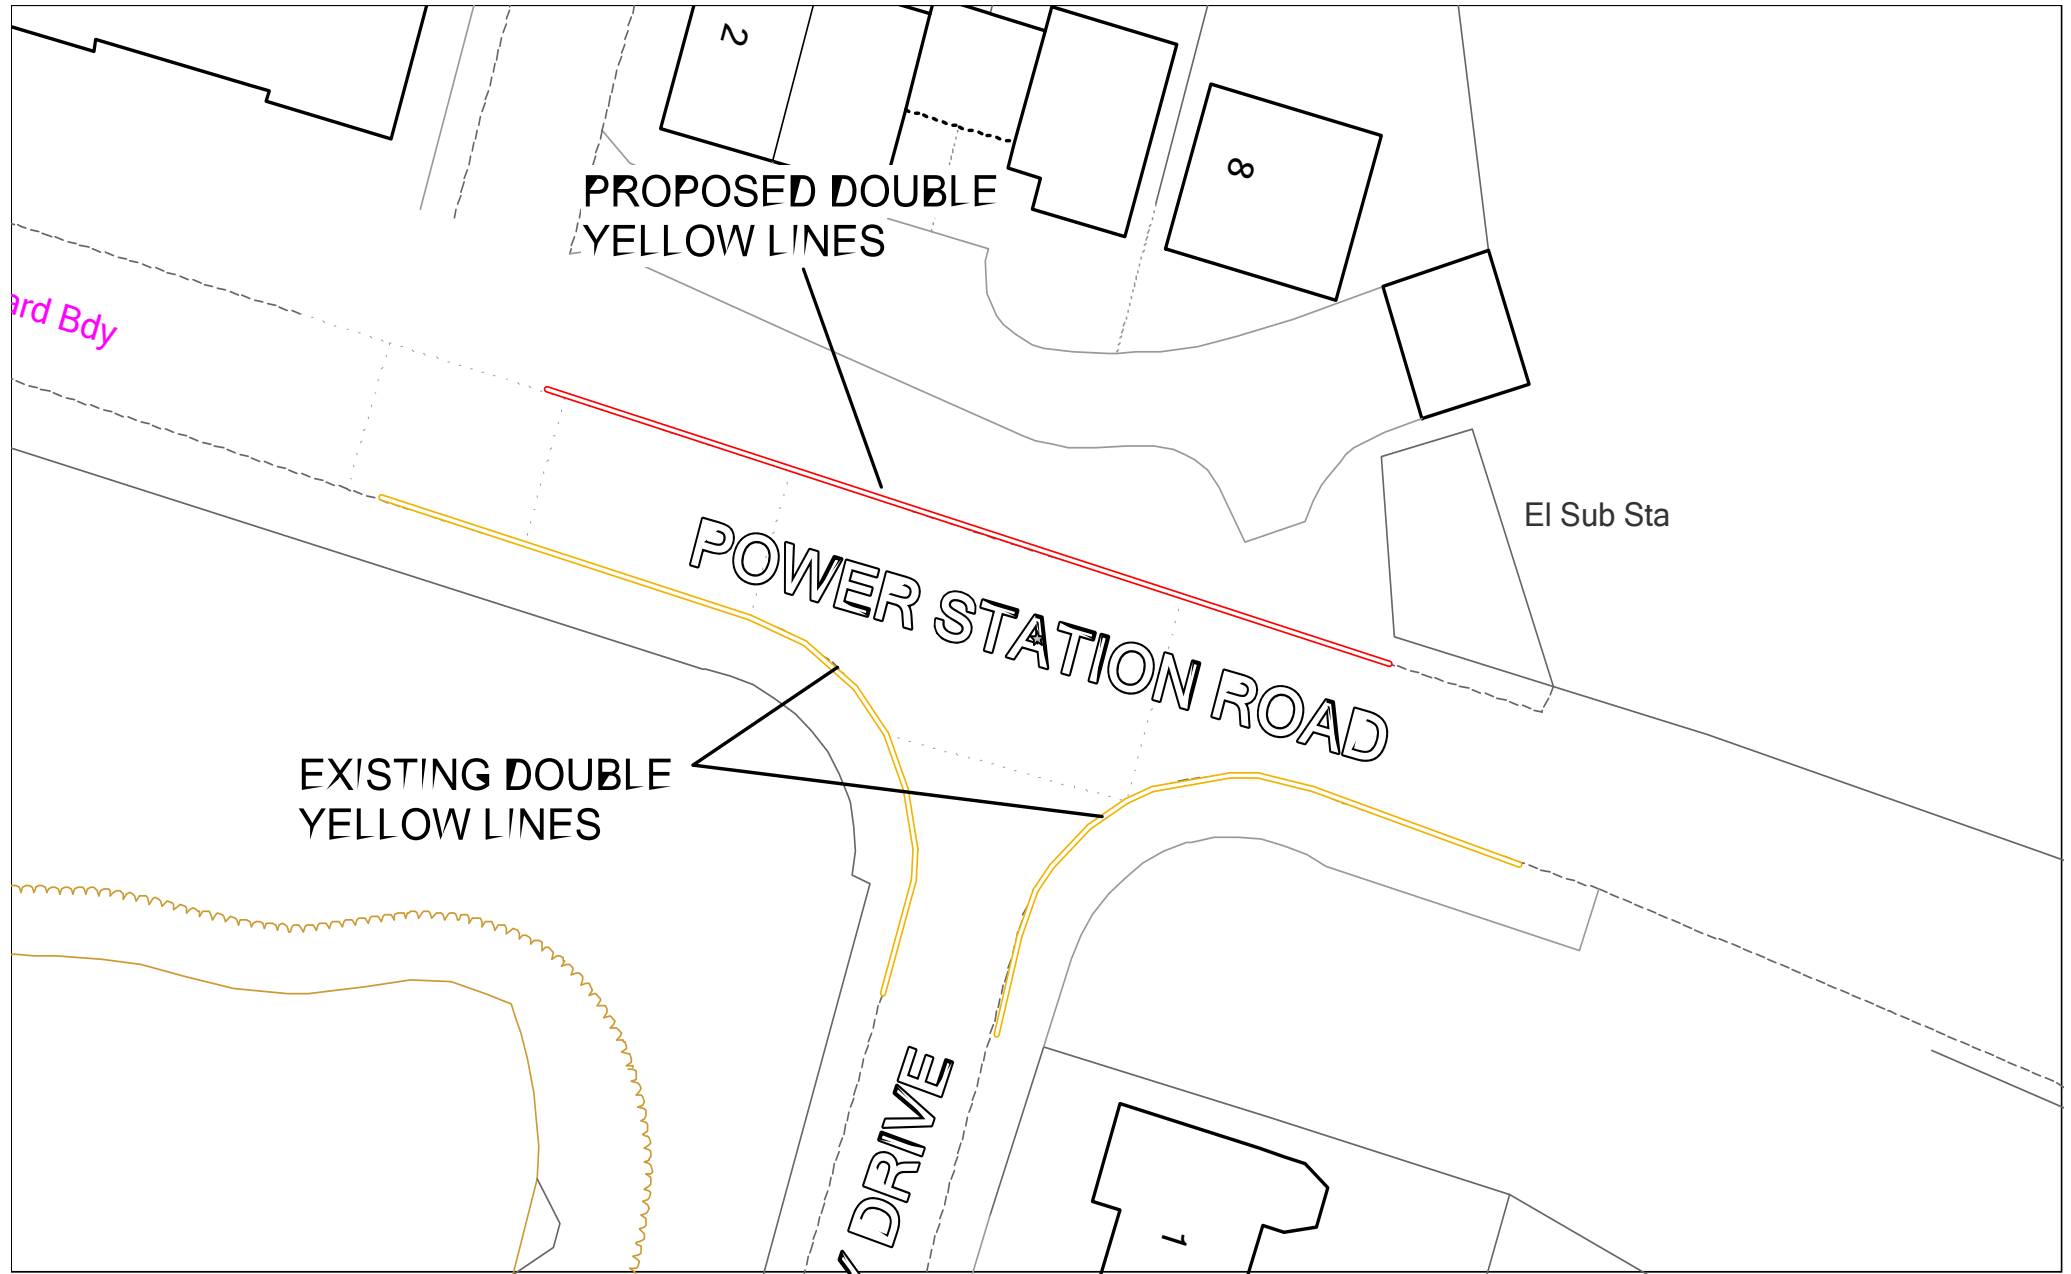 2
8
PROPOSED DOUBLE
YELLOW LINES
ard Bdy
El Sub Sta
POWER STATION ROAD
EXISTING DOUBLE
YELLOW LINES
DRIVE
1